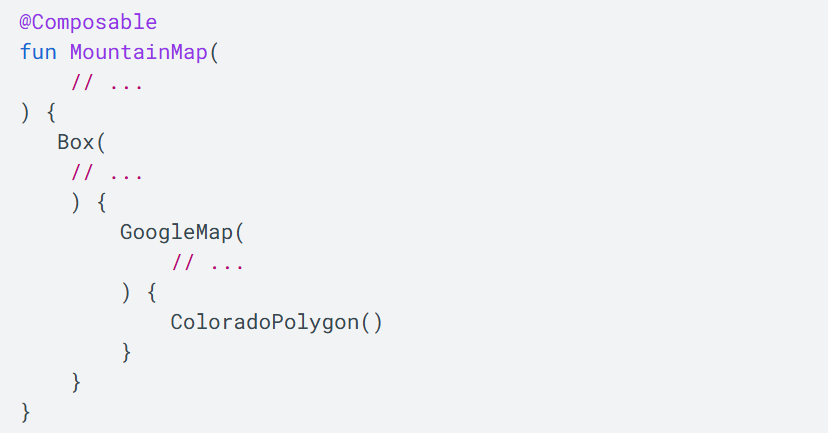 @Composable
fun MountainMap(
    // ...
) {
   Box(
    // ...
    ) {
        GoogleMap(
            // ...
        ) {
            ColoradoPolygon()
        }
    }
}